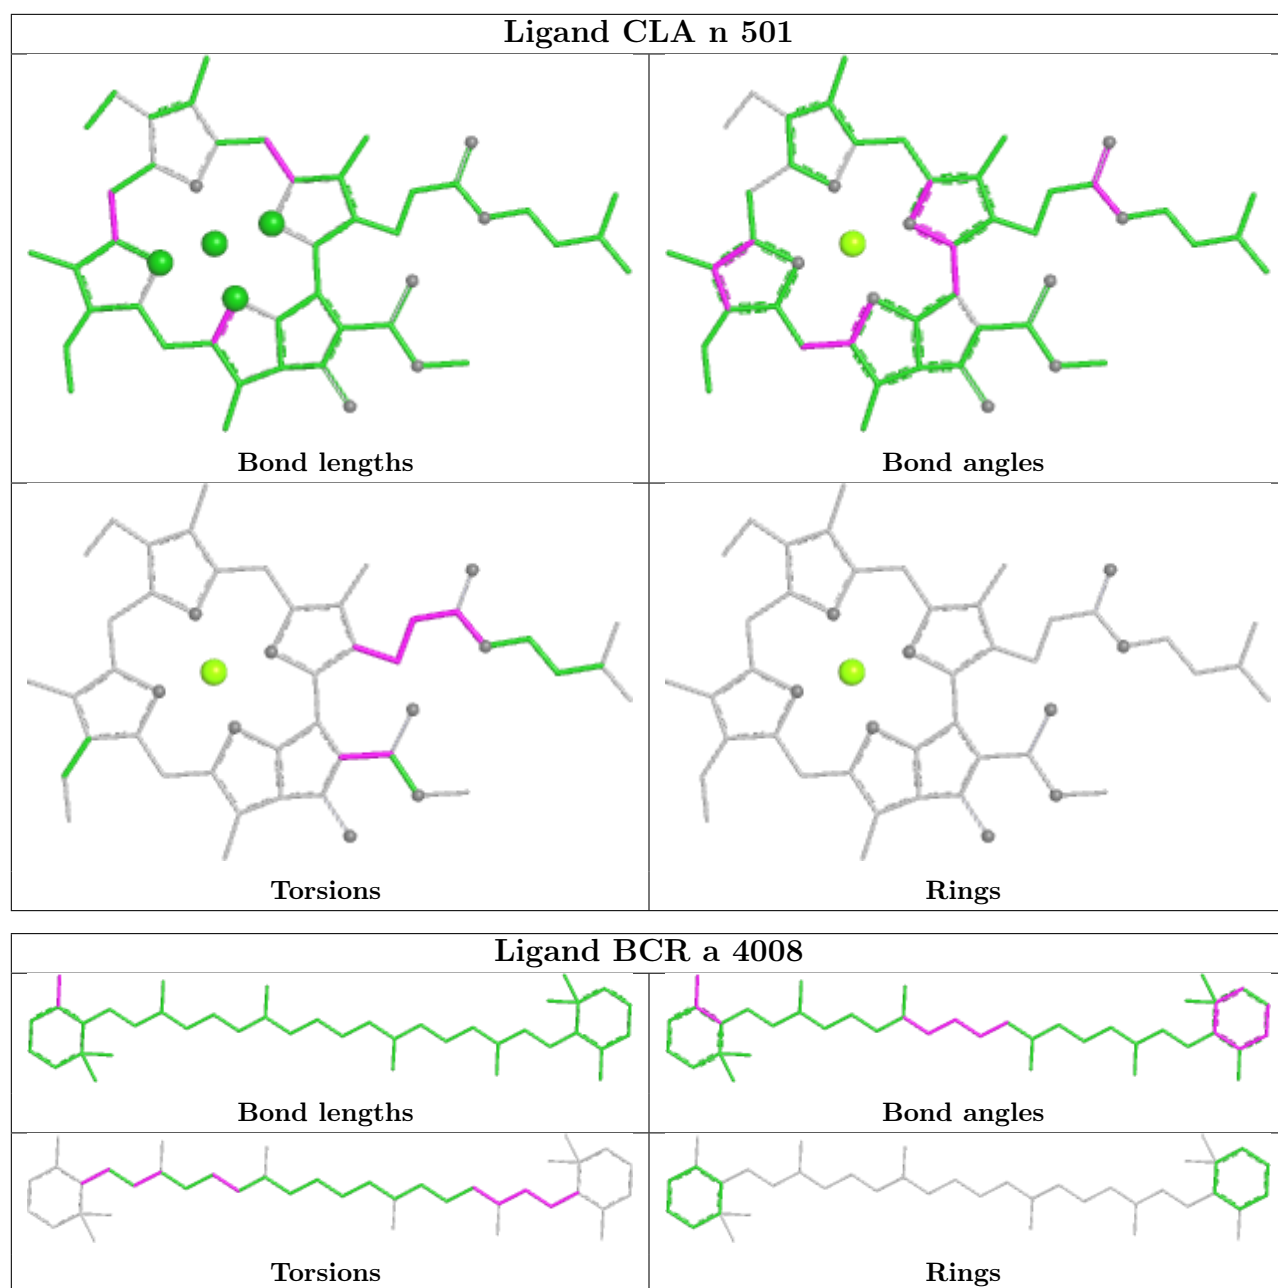 Ligand CLA n 501
Bond lengths
Bond angles
Torsions
Rings
Ligand BCR a 4008
Bond lengths
Bond angles
Torsions
Rings